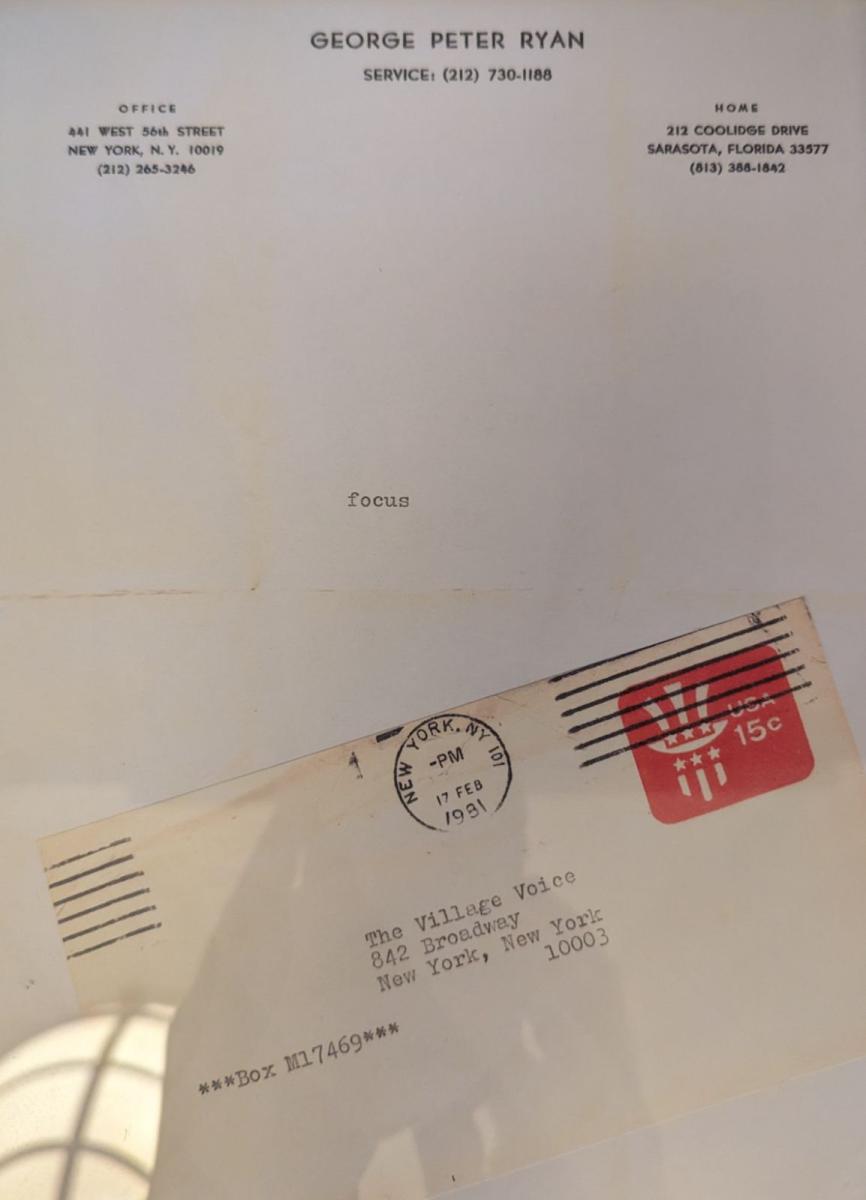 GEORGE PETER RYAN
SERVICE: (212) 730-1188
OFFICE
441 WEST 56th STREET
NEW YORK, N. Y. 10019
(212) 265-3246
HOME
212 COOLIDGE DRIVE
SARASOTA, FLORIDA 33577
(813) 388-1842
focus
NEW YORK, NY 101
-PM
17 FEB
1981
USA
15c
The Village Voice
842 Broadway
New York, New York
10003
***Box M17469***